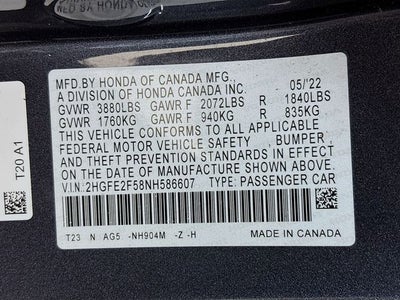 MFD.BY HONDA OF CANADA MFG.,
A DIVISION OF HONDA CANADA INC. 05/'22
GVWR 3880LBS GAWR F 2072LBS R 1840LBS
GVWR 1760KG GAWR F 940KG R 835KG
THIS VEHICLE CONFORMS TO ALL APPLICABLE
FEDERAL MOTOR VEHICLE SAFETY , BUMPER ,
AND THEFT PREVENTION STANDARDS IN EFFECT
ON THE DATE OF MANUFACTURE SHOWN ABOVE.
V.I.N: 2HGFE2F58NH586607 TYPE: PASSENGER CAR
T23 N AG5 -NH904M -Z -H MADE IN CANADA
T20 A1